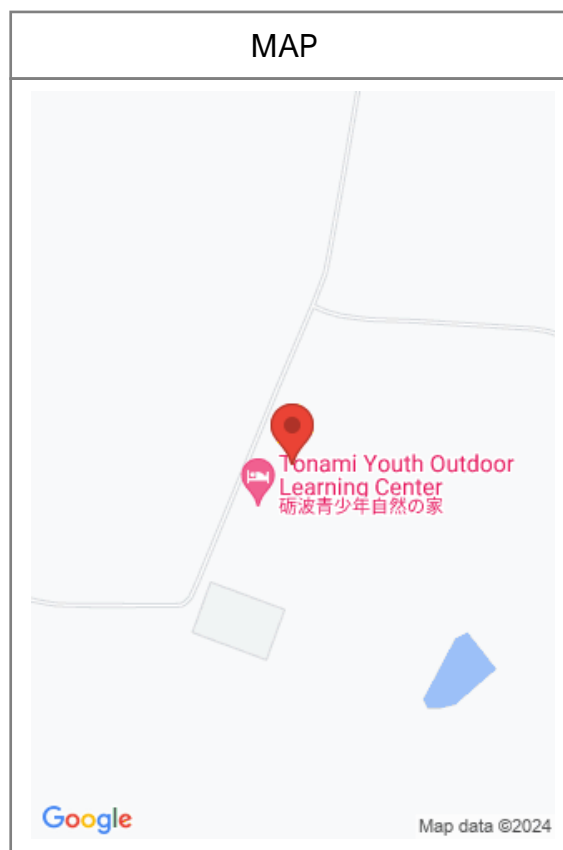 MAP
Tonami Youth Outdoor
Learning Center
砺波青少年自然の家
Google
Map data ©2024